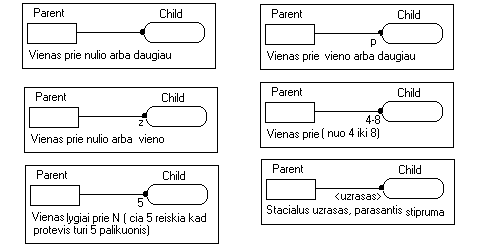 Parent
Child
Vienas prie nulio arba daugiau
Parent
Child
p
Vienas prie vieno arba daugiau
Parent
Child
z
Vienas prie nulio arba vieno
Parent
Child
4-8
Vienas prie ( nuo 4 iki 8)
Parent
Child
5
Vienas lygiai prie N ( cia 5 reiskia kad
protevis turi 5 palikuonis)
Parent
Child
<uzrasas>
Stacialus uzrasas, parasantis stipruma